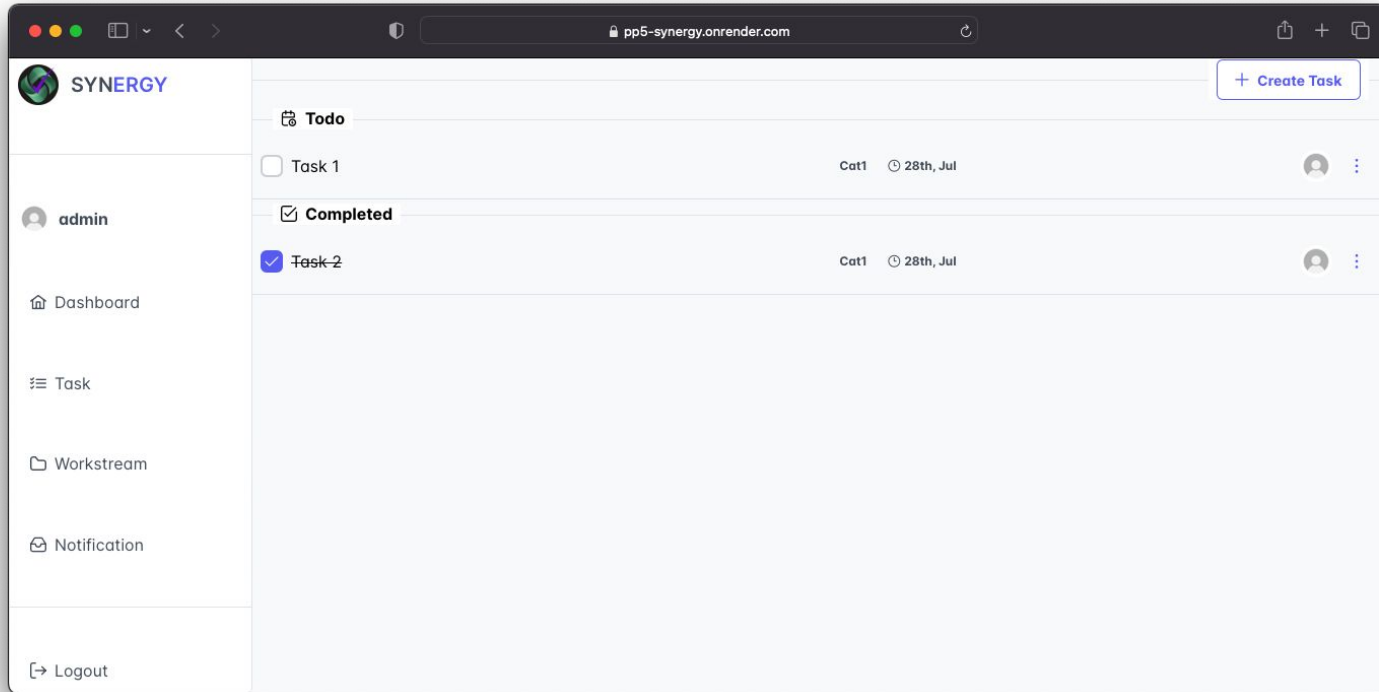 pp5-synergy.onrender.com
SYNERGY
Create Task
Todo
Task 1 Cat1 28th, Jul
Completed
Task 2 Cat1 28th, Jul
admin
Dashboard
Task
Workstream
Notification
Logout